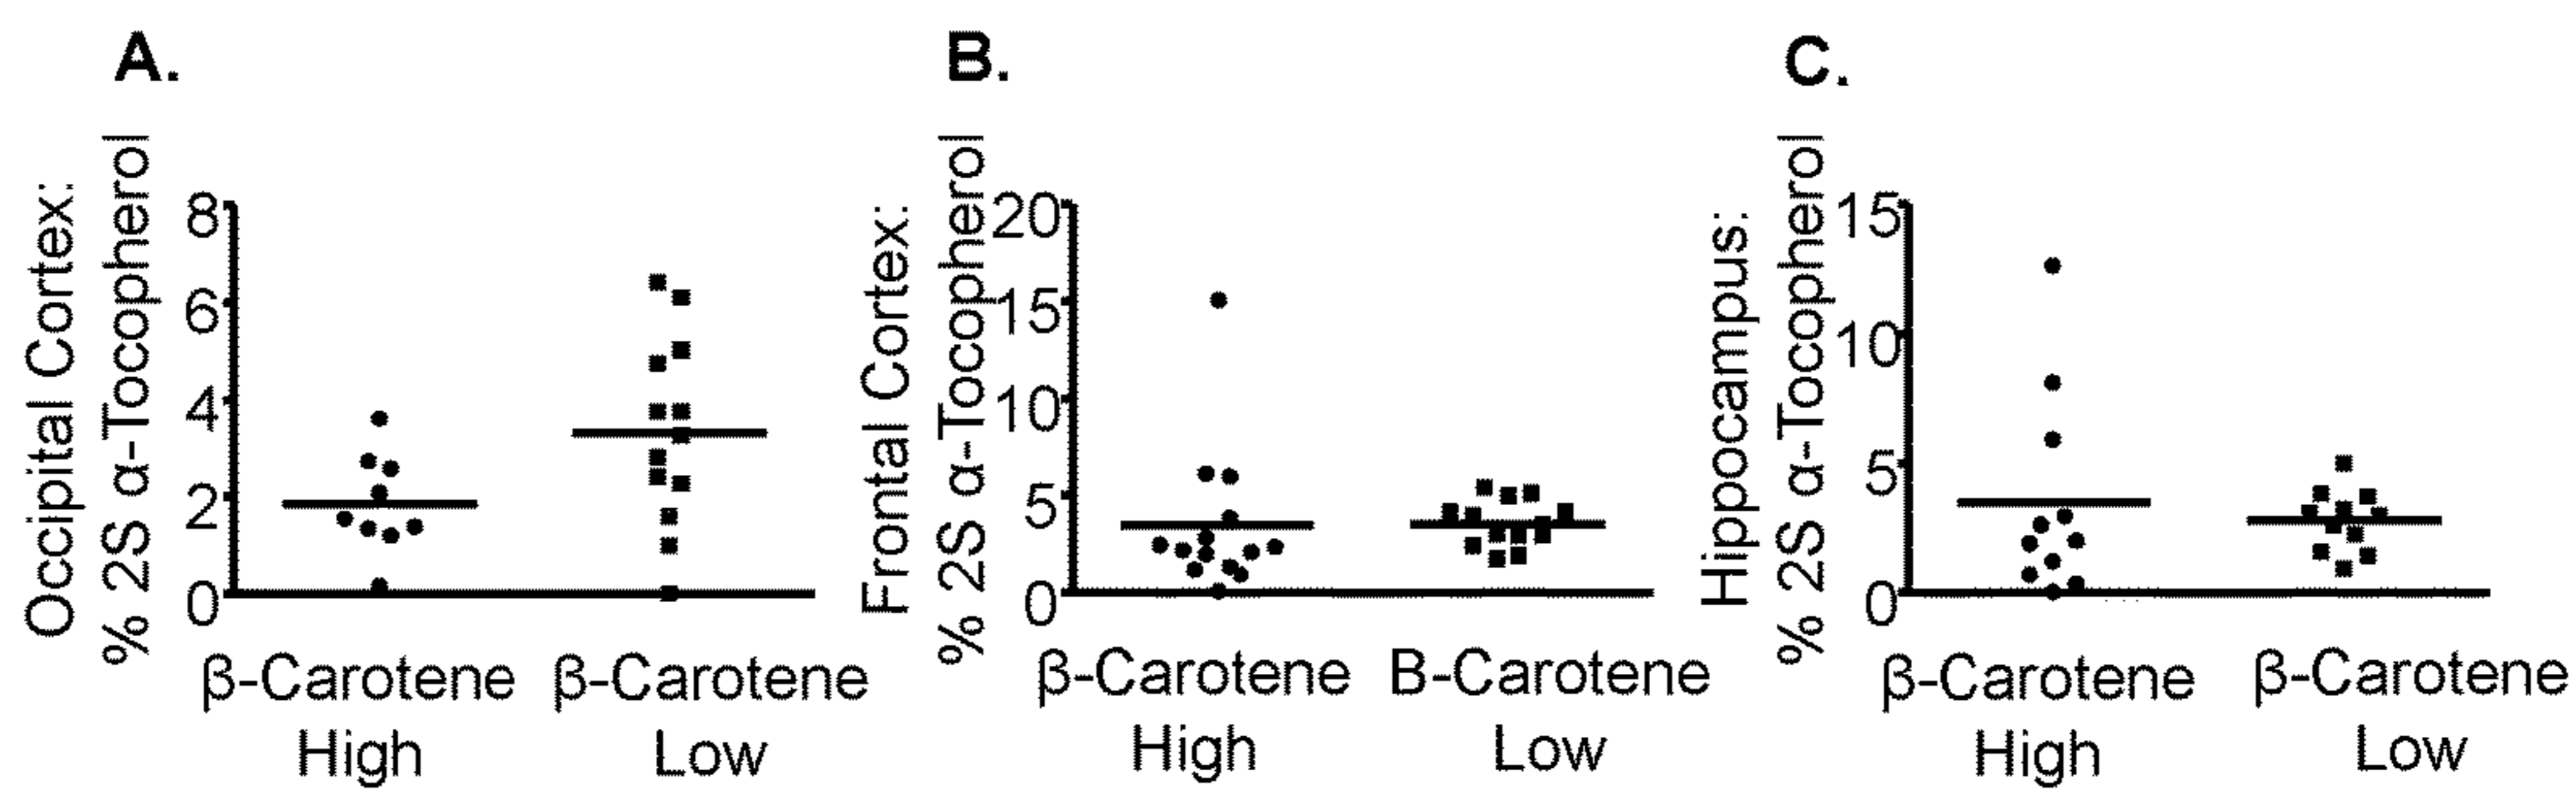 A.
Occipital Cortex:
% 2S α-Tocopherol
8
6
4
2
0
β-Carotene
High
β-Carotene
Low
B.
Frontal Cortex:
% 2S α-Tocopherol
20
15
10
5
0
β-Carotene
High
B-Carotene
Low
C.
Hippocampus:
% 2S α-Tocopherol
15
10
5
0
β-Carotene
High
β-Carotene
Low